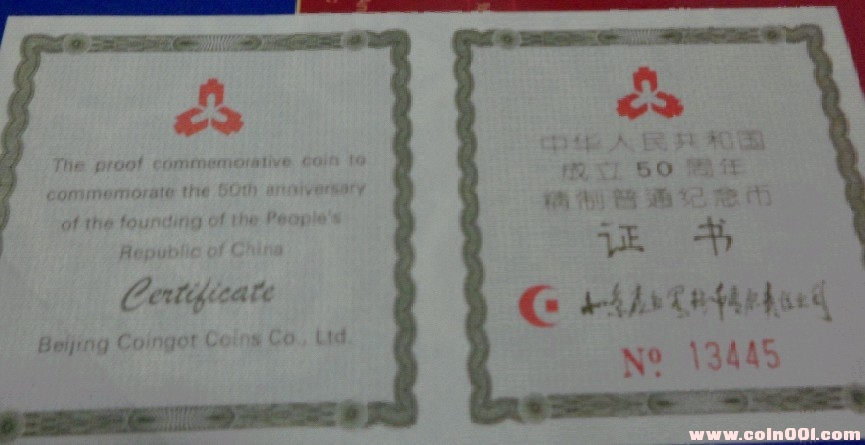 The proof commemorative coin to
commemorate the 50th anniversary
of the founding of the People's
Republic of China
Certificate
Beijing Coingot Coins Co., Ltd.
中华人民共和国
成立50周年
精制普通纪念币
证 书
№ 13445
www.coin001.com